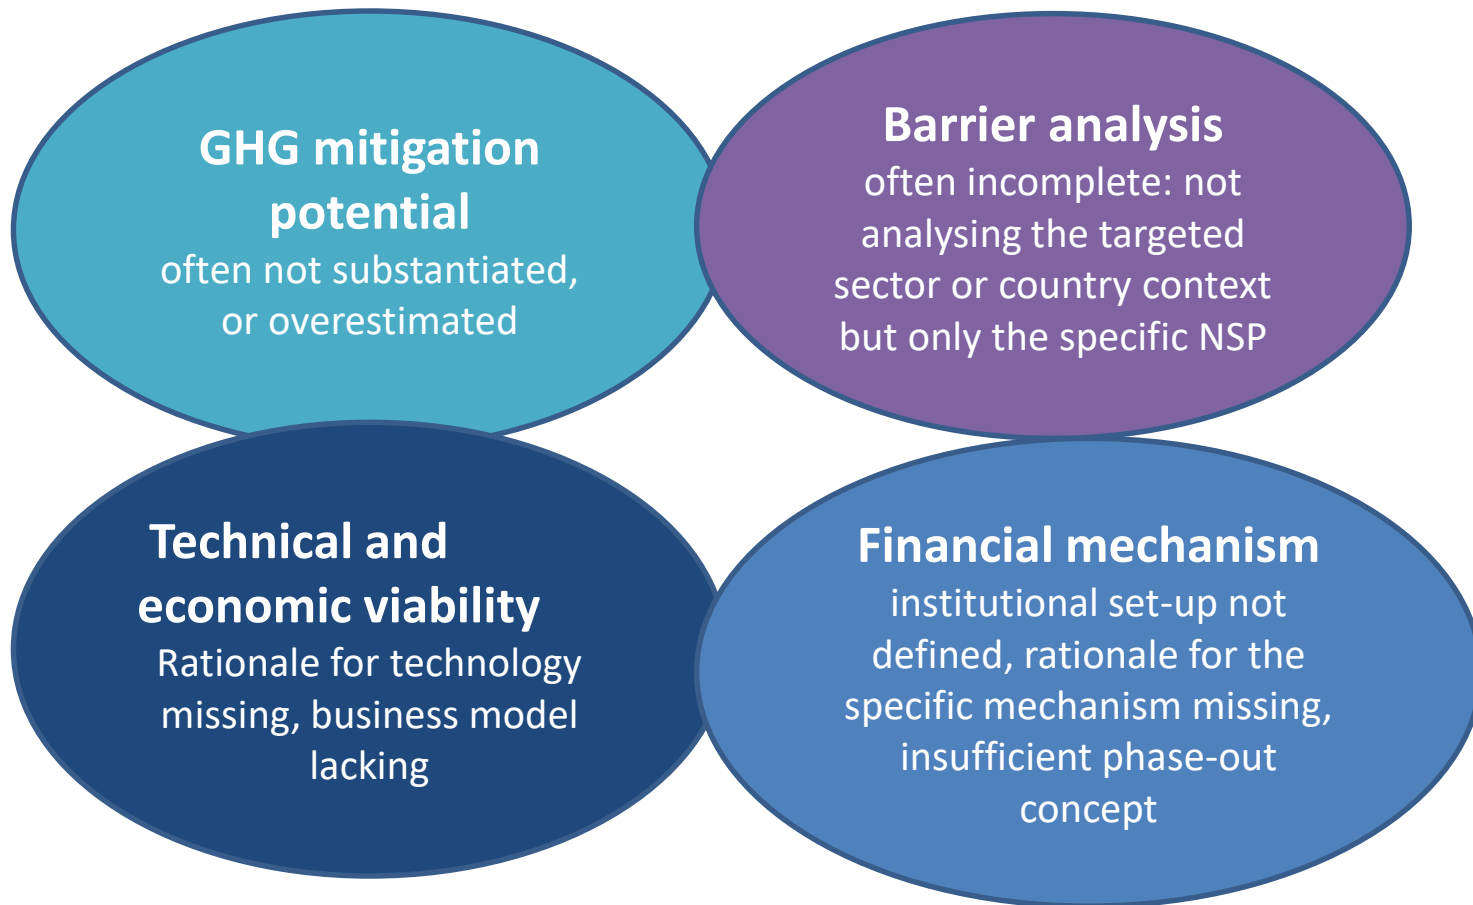 GHG mitigation
potential
often not substantiated,
or overestimated
Barrier analysis
often incomplete: not
analysing the targeted
sector or country context
but only the specific NSP
Technical and
economic viability
Rationale for technology
missing, business model
lacking
Financial mechanism
institutional set-up not
defined, rationale for the
specific mechanism missing,
insufficient phase-out
concept